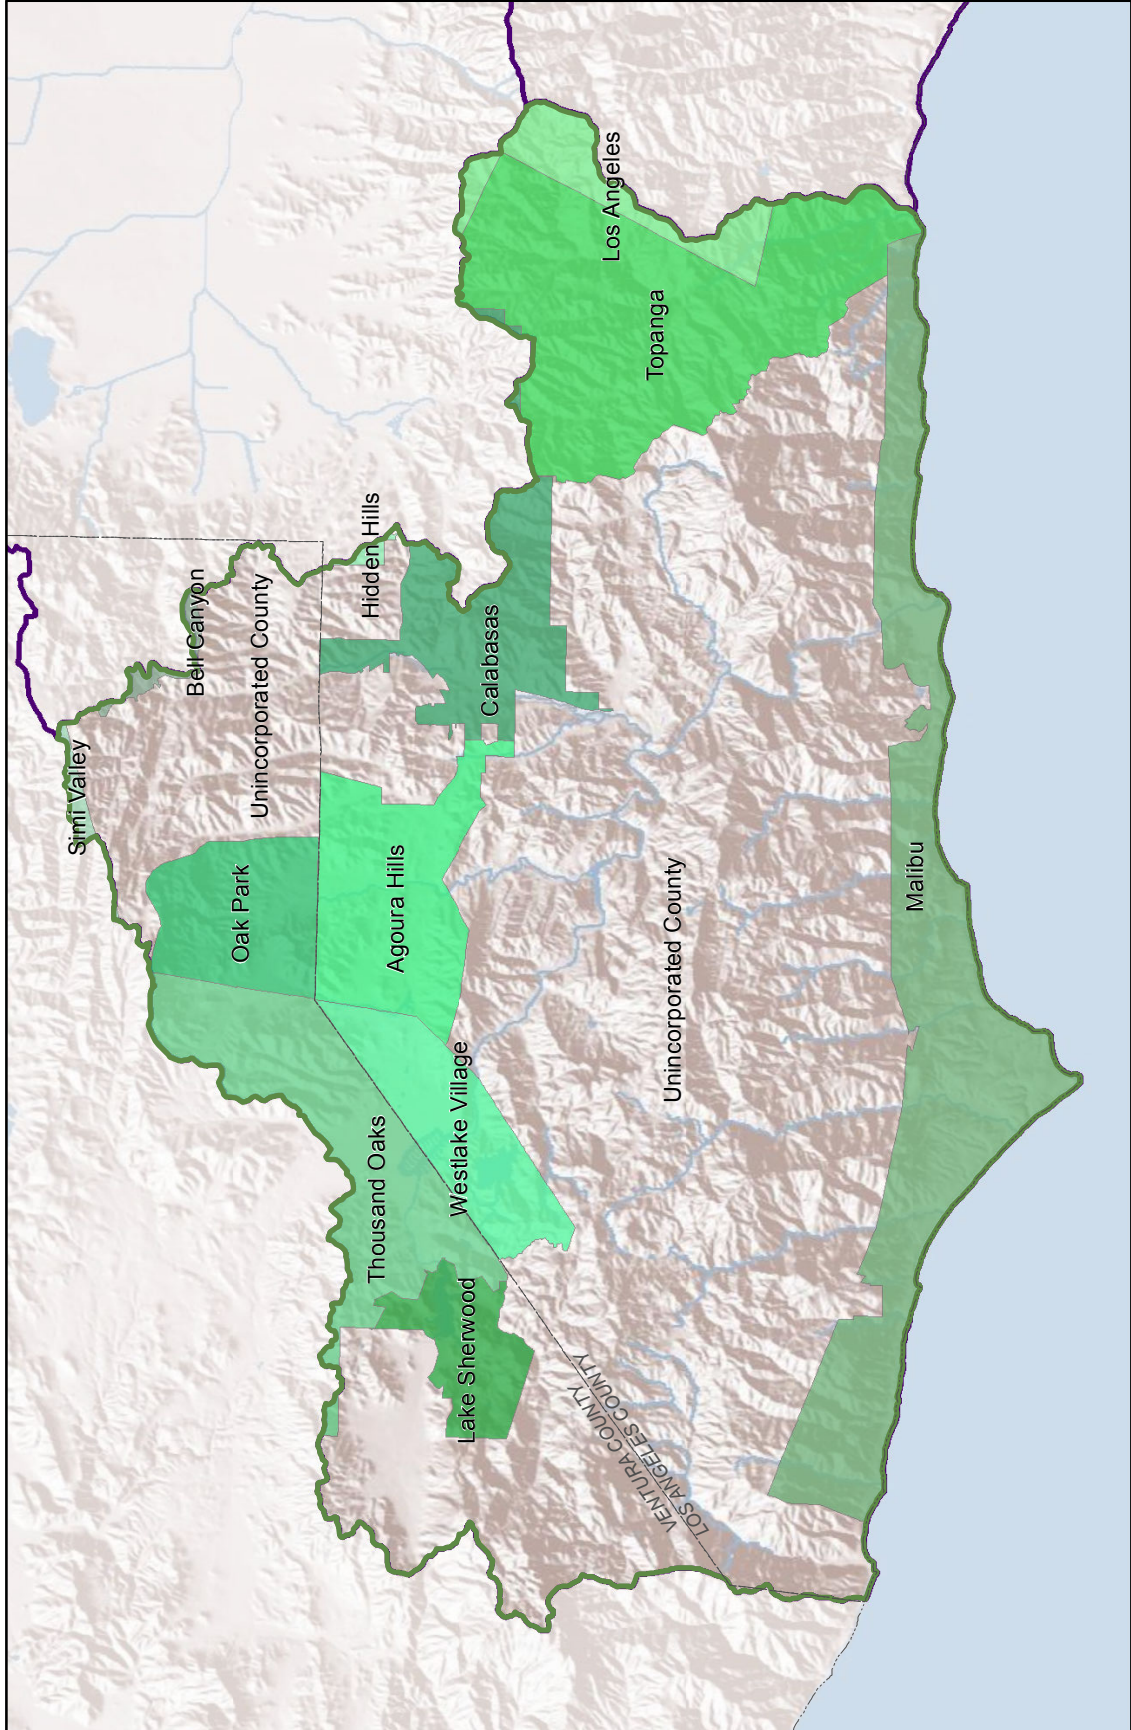 Simi Valley
Bell Canyon
Unincorporated County
Oak Park
Hidden Hills
Thousand Oaks
Agoura Hills
Calabasas
Westlake Village
Lake Sherwood
Los Angeles
Topanga
VENTURA COUNTY
LOS ANGELES COUNTY
Unincorporated County
Malibu